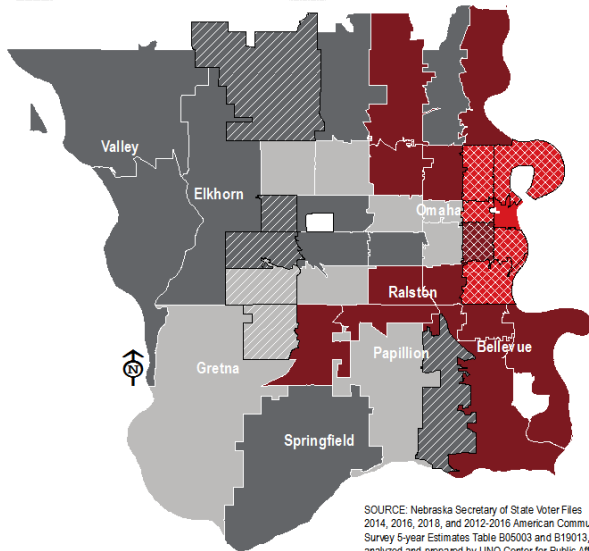 Valley
Elkhorn
Omaha
Ralston
Gretna
Papillion
Bellevue
N
Springfield
SOURCE: Nebraska Secretary of State Voter Files
2014, 2016, 2018, and 2012-2016 American Commu
Survey 5-year Estimates Table B05003 and B19013,
analyzed and prepared by UNO Center for Public Aff